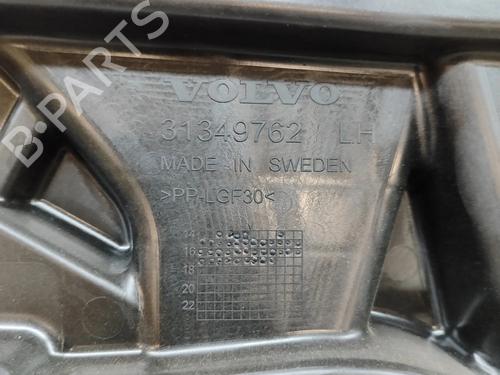 B-PARTS
VOLVO
31349762 LH
MADE IN SWEDEN
>PP-LGF30<
14
16
18
20
22